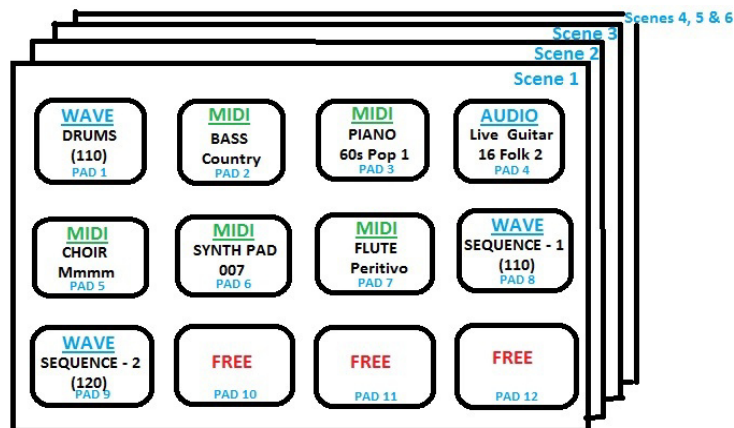 Scenes 4, 5 & 6
Scene 3
Scene 2
Scene 1
WAVE
DRUMS
(110)
PAD 1
MIDI
BASS
Country
PAD 2
MIDI
PIANO
60s Pop 1
PAD 3
AUDIO
Live Guitar
16 Folk 2
PAD 4
MIDI
CHOIR
Mmmm
PAD 5
MIDI
SYNTH PAD
007
PAD 6
MIDI
FLUTE
Peritivo
PAD 7
WAVE
SEQUENCE - 1
(110)
PAD 8
WAVE
SEQUENCE - 2
(120)
PAD 9
FREE
PAD 10
FREE
PAD 11
FREE
PAD 12